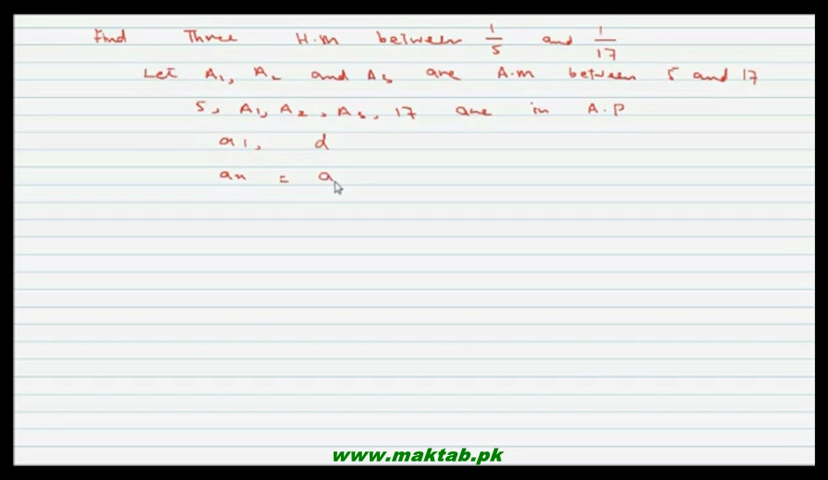 Find Three H.M between 1/5 and 1/17
Let A1, A2 and A3 are A.M between 5 and 17
5, A1, A2, A3, 17 are in A.P
a1, d
an = a
www.maktab.pk